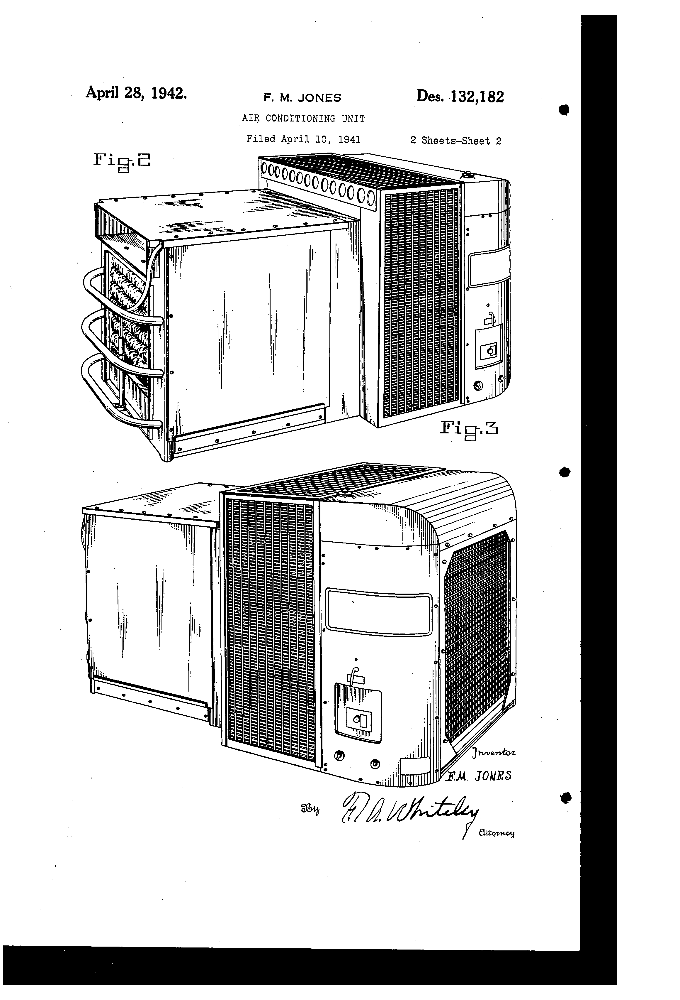 April 28, 1942.
F. M. JONES
Des. 132,182
AIR CONDITIONING UNIT
Filed April 10, 1941
2 Sheets-Sheet 2
Fig.2
Fig.3
Inventor
F.M. JONES
By
F. A. Whiteley
Attorney